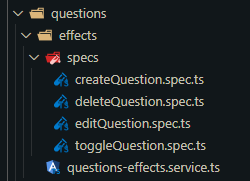 questions
effects
specs
createQuestion.spec.ts
deleteQuestion.spec.ts
editQuestion.spec.ts
toggleQuestion.spec.ts
questions-effects.service.ts